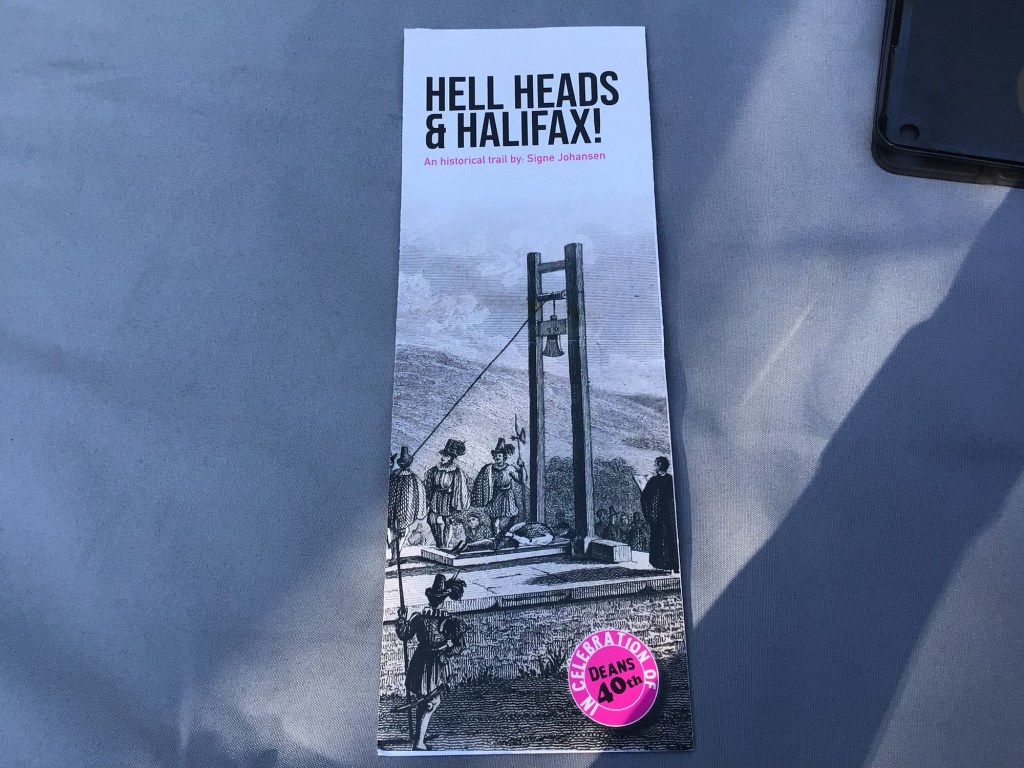 HELL HEADS
& HALIFAX!
An historical trail by: Signe Johansen
IN CELEBRATION OF
DEANS
40th